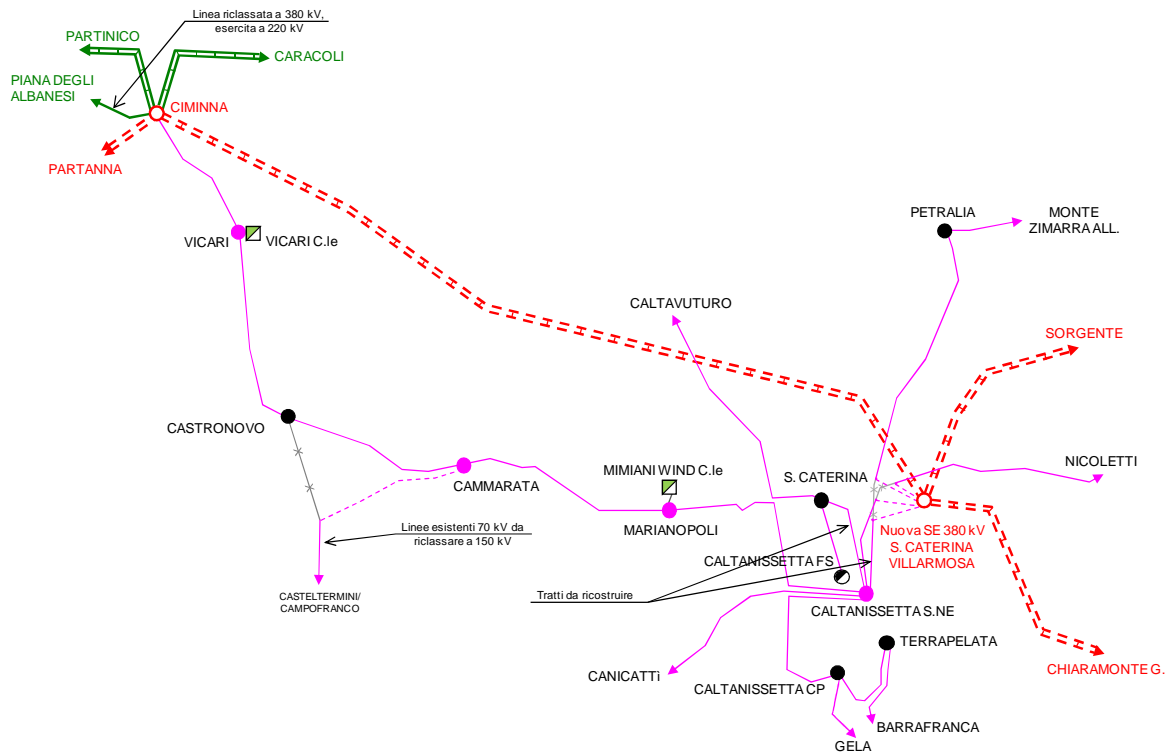 Linea riclassata a 380 kV,
esercita a 220 kV
PARTINICO
CARACOLI
PIANA DEGLI
ALBANESI
CIMINNA
PARTANNA
PETRALIA
MONTE
ZIMARRA ALL.
VICARI
VICARI C.le
CALTAVUTURO
SORGENTE
CASTRONOVO
CAMMARATA
MIMIANI WIND C.le
S. CATERINA
NICOLETTI
MARIANOPOLI
Linee esistenti 70 kV da
riclassare a 150 kV
Nuova SE 380 kV
S. CATERINA
VILLARMOSA
CALTANISSETTA FS
CASTELTERMINI/
CAMPOFRANCO
Tratti da ricostruire
CALTANISSETTA S.NE
TERRAPELATA
CANICATTì
CALTANISSETTA CP
CHIARAMONTE G.
BARRAFRANCA
GELA